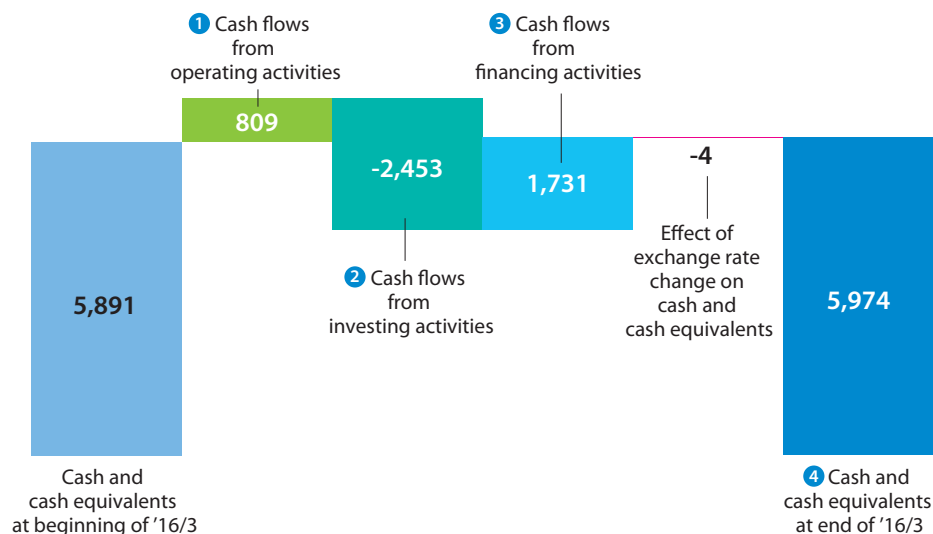 1 Cash flows
from
operating activities
3 Cash flows
from
financing activities
809
-2,453
1,731
-4
5,891
2 Cash flows
from
investing activities
Effect of
exchange rate
change on
cash and
cash equivalents
5,974
Cash and
cash equivalents
at beginning of ’16/3
4 Cash and
cash equivalents
at end of ’16/3